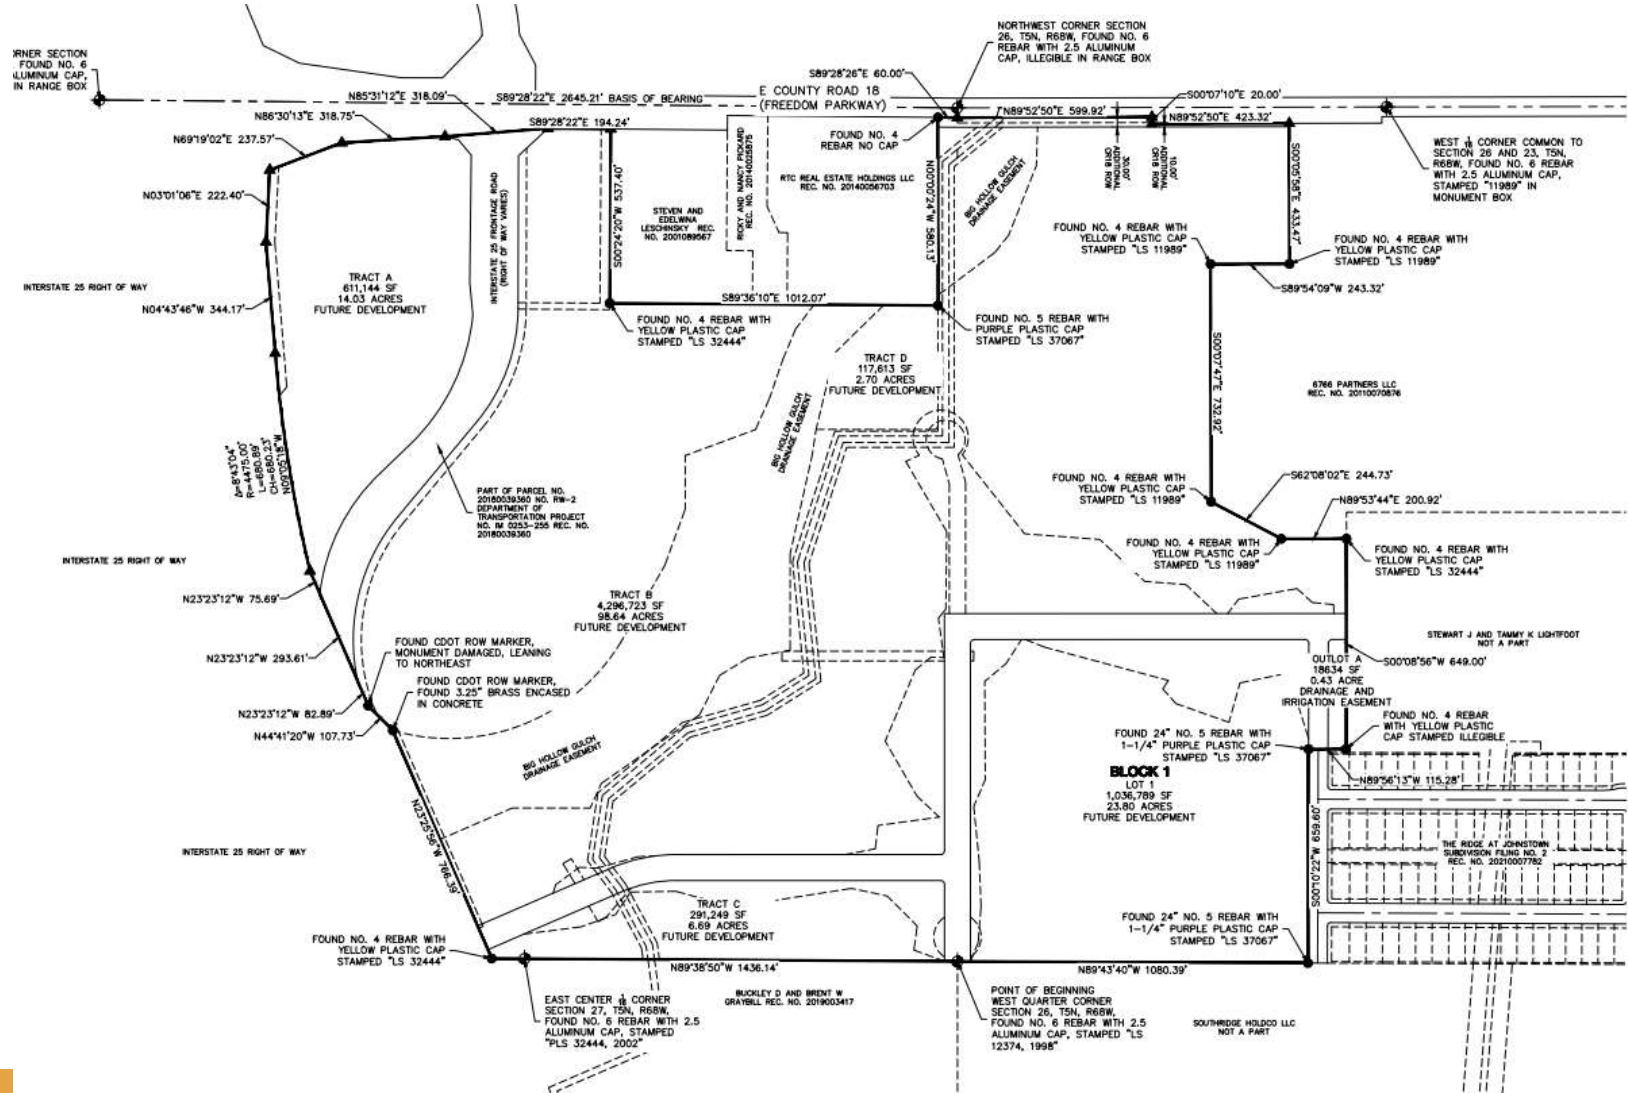 RNER SECTION
FOUND NO. 6
ALUMINUM CAP,
IN RANGE BOX
NORTHWEST CORNER SECTION
26, T5N, R68W, FOUND NO. 6
REBAR WITH 2.5 ALUMINUM
CAP, ILLEGIBLE IN RANGE BOX
S89°28'26"E 60.00'
N85°31'12"E 318.09'
S89°28'22"E 2645.21' BASIS OF BEARING
E COUNTY ROAD 18
(FREEDOM PARKWAY)
S00°07'10"E 20.00'
N86°30'13"E 318.75'
S89°28'22"E 194.24'
N89°52'50"E 599.92'
N89°52'50"E 423.32'
N69°19'02"E 237.57'
FOUND NO. 4
REBAR NO CAP
30.00'
ADDITIONAL
CR18 ROW
10.00'
ADDITIONAL
CR18 ROW
WEST 1/16 CORNER COMMON TO
SECTION 26 AND 23, T5N,
R68W, FOUND NO. 6 REBAR
WITH 2.5 ALUMINUM CAP,
STAMPED "11989" IN
MONUMENT BOX
N03°01'06"E 222.40'
INTERSTATE 25 FRONTAGE ROAD
(RIGHT OF WAY VARIES)
S00°24'20"W 537.40'
STEVEN AND
EDELWINA
LESCHINSKY REC.
NO. 2001089567
RICKY AND NANCY PICKARD
REC. NO. 20140025875
RTC REAL ESTATE HOLDINGS LLC
REC. NO. 20140056703
N00°00'24"W 580.13'
BIG HOLLOW GULCH
DRAINAGE EASEMENT
S00°05'58"E 433.47'
FOUND NO. 4 REBAR WITH
YELLOW PLASTIC CAP
STAMPED "LS 11989"
FOUND NO. 4 REBAR WITH
YELLOW PLASTIC CAP
STAMPED "LS 11989"
S89°54'09"W 243.32'
INTERSTATE 25 RIGHT OF WAY
TRACT A
611,144 SF
14.03 ACRES
FUTURE DEVELOPMENT
N04°43'46"W 344.17'
S89°36'10"E 1012.07'
FOUND NO. 4 REBAR WITH
YELLOW PLASTIC CAP
STAMPED "LS 32444"
FOUND NO. 5 REBAR WITH
PURPLE PLASTIC CAP
STAMPED "LS 37067"
TRACT D
117,613 SF
2.70 ACRES
FUTURE DEVELOPMENT
S00°07'47"E 732.92'
6766 PARTNERS LLC
REC. NO. 20110070876
BIG HOLLOW GULCH
DRAINAGE EASEMENT
Δ=8°43'04"
R=4475.00'
L=680.89'
CH=680.23'
N09°05'18"W
PART OF PARCEL NO.
20180039360 NO. RW-2
DEPARTMENT OF
TRANSPORTATION PROJECT
NO. IM 0253-255 REC. NO.
20180039360
FOUND NO. 4 REBAR WITH
YELLOW PLASTIC CAP
STAMPED "LS 11989"
S62°08'02"E 244.73'
N89°53'44"E 200.92'
FOUND NO. 4 REBAR WITH
YELLOW PLASTIC CAP
STAMPED "LS 11989"
FOUND NO. 4 REBAR WITH
YELLOW PLASTIC CAP
STAMPED "LS 32444"
INTERSTATE 25 RIGHT OF WAY
N23°23'12"W 75.69'
TRACT B
4,296,723 SF
98.64 ACRES
FUTURE DEVELOPMENT
N23°23'12"W 293.61'
FOUND CDOT ROW MARKER,
MONUMENT DAMAGED, LEANING
TO NORTHEAST
FOUND CDOT ROW MARKER,
FOUND 3.25" BRASS ENCASED
IN CONCRETE
STEWART J AND TAMMY K LIGHTFOOT
NOT A PART
OUTLOT A
18634 SF
0.43 ACRE
DRAINAGE AND
IRRIGATION EASEMENT
S00°08'56"W 649.00'
N23°23'12"W 82.89'
N44°41'20"W 107.73'
FOUND NO. 4 REBAR
WITH YELLOW PLASTIC
CAP STAMPED ILLEGIBLE
FOUND 24" NO. 5 REBAR WITH
1-1/4" PURPLE PLASTIC CAP
STAMPED "LS 37067"
BIG HOLLOW GULCH
DRAINAGE EASEMENT
N89°56'13"W 115.28'
BLOCK 1
LOT 1
1,036,789 SF
23.80 ACRES
FUTURE DEVELOPMENT
N23°25'56"W 766.39'
INTERSTATE 25 RIGHT OF WAY
S00°10'22"W 659.60'
THE RIDGE AT JOHNSTOWN
SUBDIVISION FILING NO. 2
REC. NO. 20210007782
TRACT C
291,249 SF
6.69 ACRES
FUTURE DEVELOPMENT
FOUND 24" NO. 5 REBAR WITH
1-1/4" PURPLE PLASTIC CAP
STAMPED "LS 37067"
FOUND NO. 4 REBAR WITH
YELLOW PLASTIC CAP
STAMPED "LS 32444"
N89°38'50"W 1436.14'
N89°43'40"W 1080.39'
EAST CENTER 1/16 CORNER
SECTION 27, T5N, R68W,
FOUND NO. 6 REBAR WITH 2.5
ALUMINUM CAP, STAMPED
"PLS 32444, 2002"
BUCKLEY D AND BRENT W
GRAYBILL REC. NO. 2019003417
POINT OF BEGINNING
WEST QUARTER CORNER
SECTION 26, T5N, R68W,
FOUND NO. 6 REBAR WITH 2.5
ALUMINUM CAP, STAMPED "LS
12374, 1998"
SOUTHRIDGE HOLDCO LLC
NOT A PART